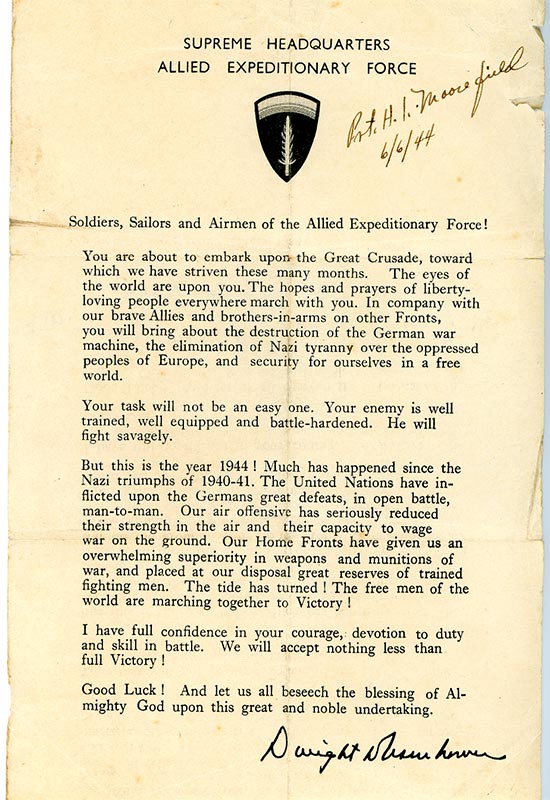 SUPREME HEADQUARTERS
ALLIED EXPEDITIONARY FORCE
Pvt. H. I. Moorefield
6/6/44
Soldiers, Sailors and Airmen of the Allied Expeditionary Force!
You are about to embark upon the Great Crusade, toward
which we have striven these many months. The eyes of
the world are upon you. The hopes and prayers of liberty-
loving people everywhere march with you. In company with
our brave Allies and brothers-in-arms on other Fronts,
you will bring about the destruction of the German war
machine, the elimination of Nazi tyranny over the oppressed
peoples of Europe, and security for ourselves in a free
world.
Your task will not be an easy one. Your enemy is well
trained, well equipped and battle-hardened. He will
fight savagely.
But this is the year 1944! Much has happened since the
Nazi triumphs of 1940-41. The United Nations have in-
flicted upon the Germans great defeats, in open battle,
man-to-man. Our air offensive has seriously reduced
their strength in the air and their capacity to wage
war on the ground. Our Home Fronts have given us an
overwhelming superiority in weapons and munitions of
war, and placed at our disposal great reserves of trained
fighting men. The tide has turned! The free men of the
world are marching together to Victory!
I have full confidence in your courage, devotion to duty
and skill in battle. We will accept nothing less than
full Victory!
Good Luck! And let us all beseech the blessing of Al-
mighty God upon this great and noble undertaking.
Dwight D Eisenhower